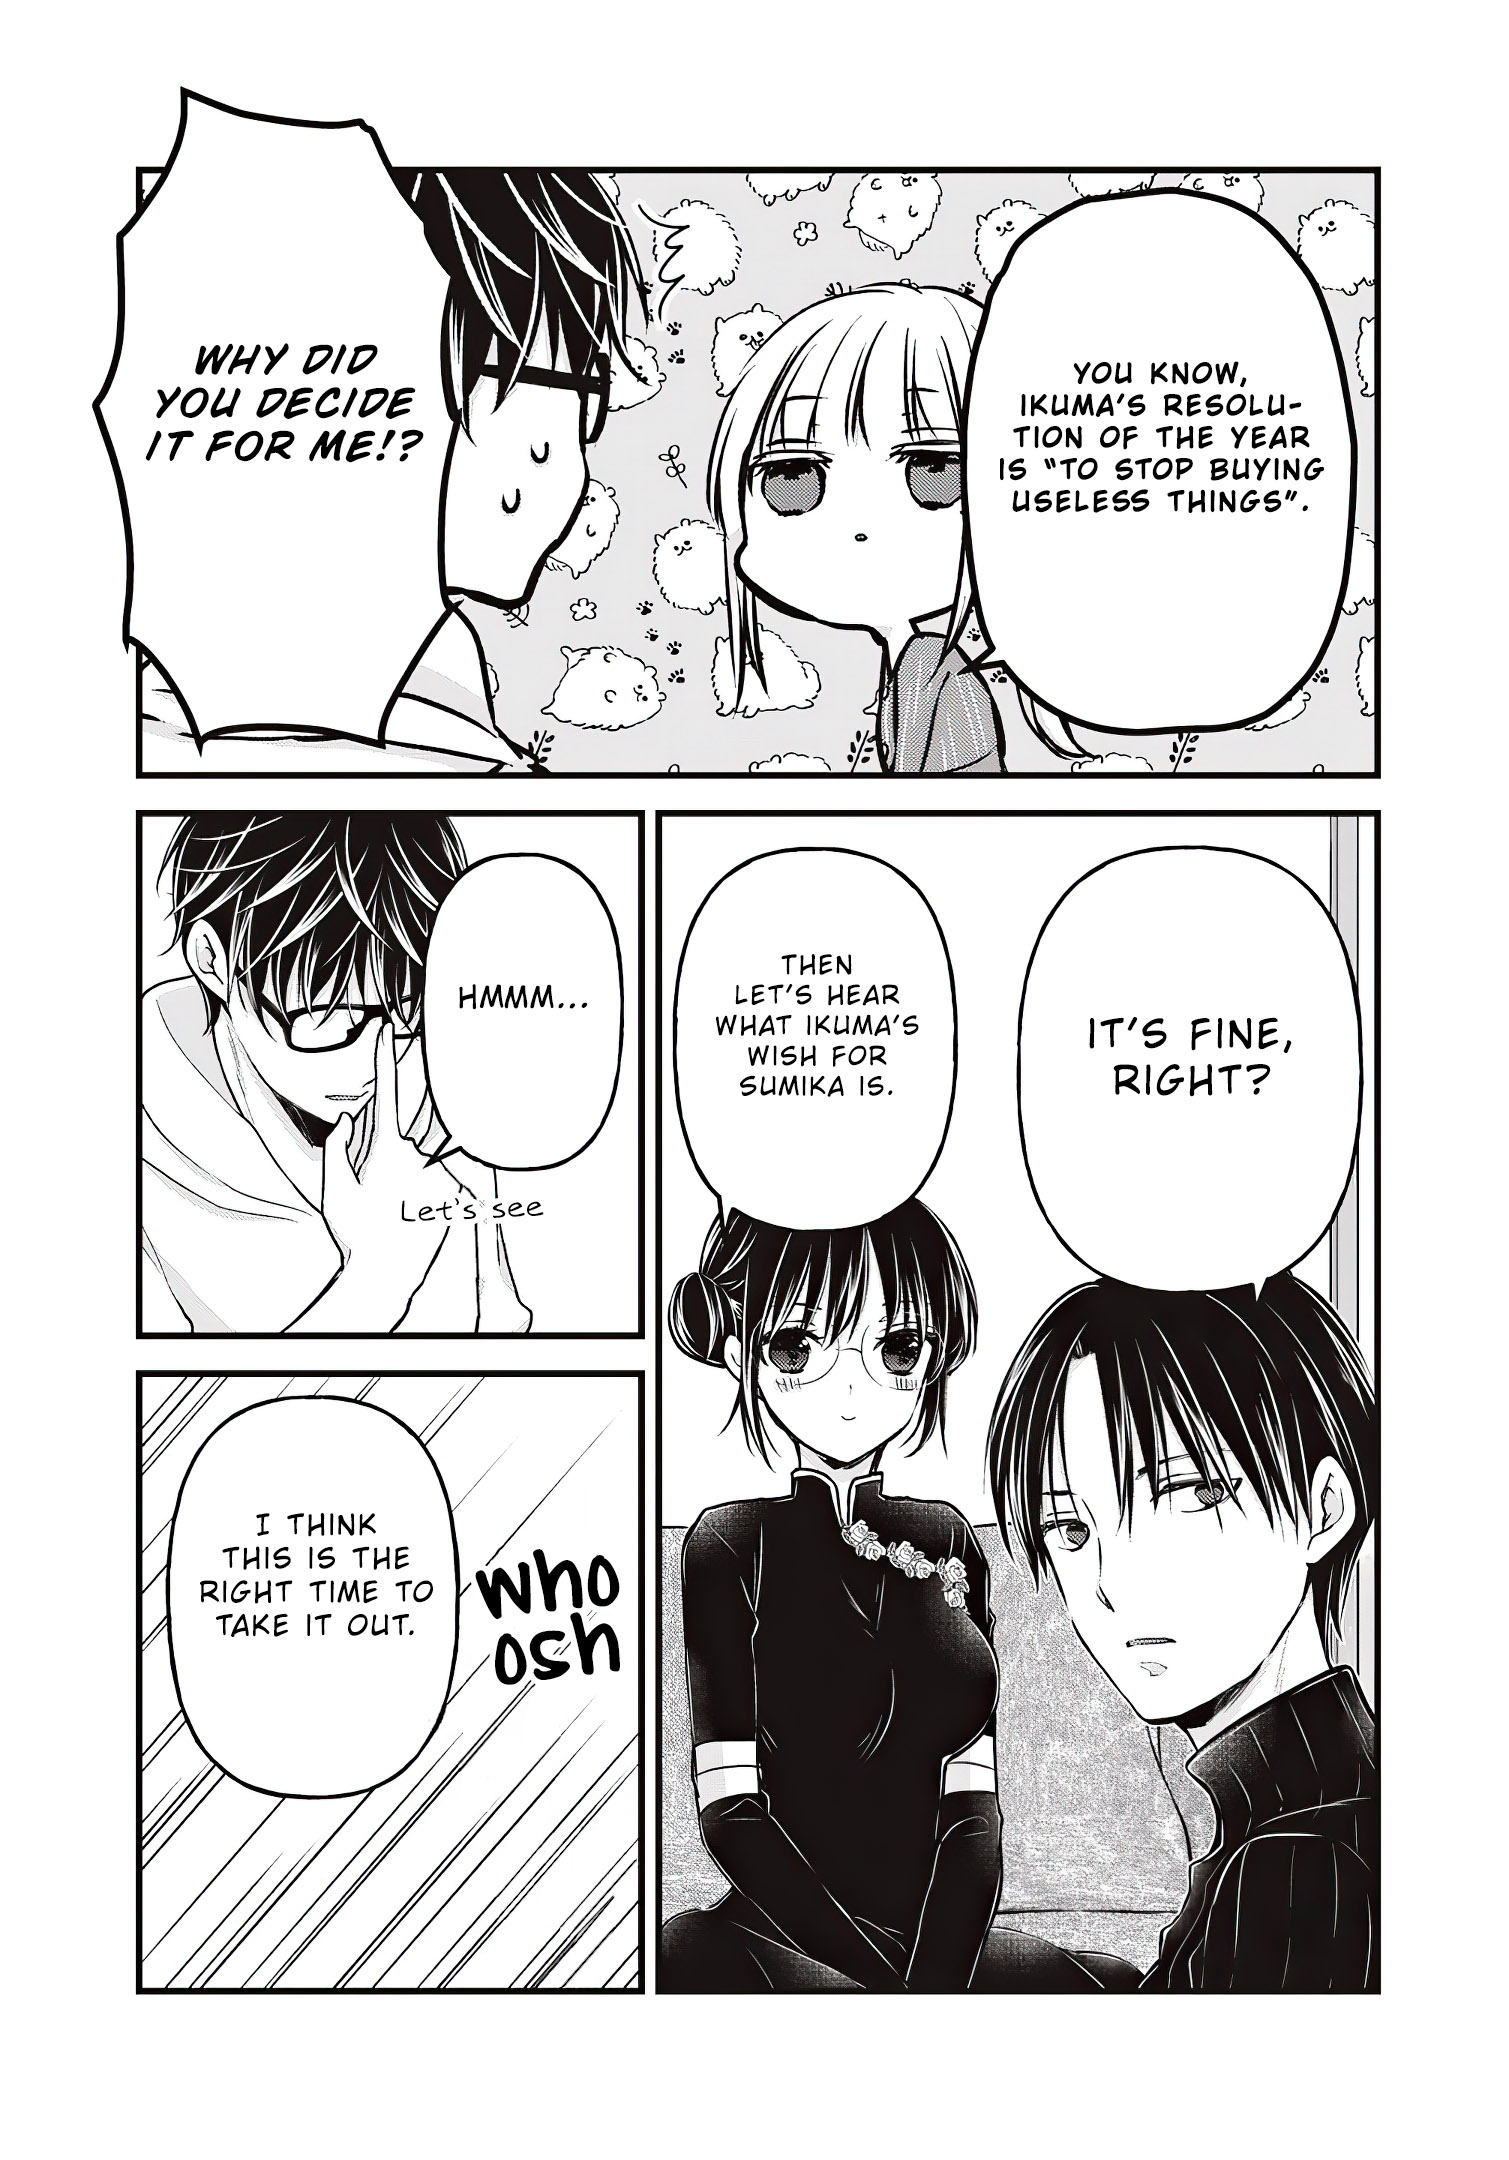 YOU KNOW,
IKUMA'S RESOLU-
TION OF THE YEAR
IS "TO STOP BUYING
USELESS THINGS".
WHY DID
YOU DECIDE
IT FOR ME!?
IT'S FINE,
RIGHT?
THEN
LET'S HEAR
WHAT IKUMA'S
WISH FOR
SUMIKA IS.
HMMM...
Let's see
I THINK
THIS IS THE
RIGHT TIME TO
TAKE IT OUT.
WHO
OSH